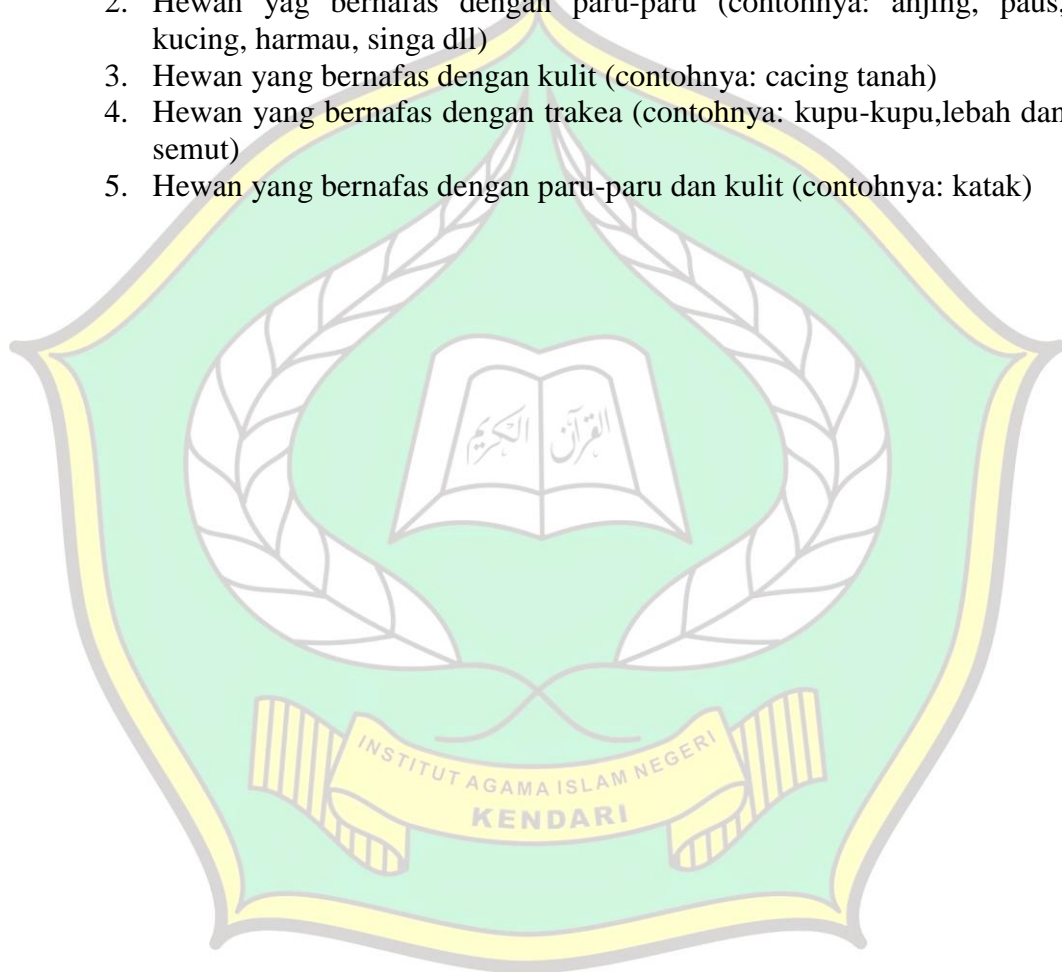 2. Hewan yag bernafas dengan paru-paru (contohnya: anjing, paus,
kucing, harmau, singa dll)
3. Hewan yang bernafas dengan kulit (contohnya: cacing tanah)
4. Hewan yang bernafas dengan trakea (contohnya: kupu-kupu,lebah dan
semut)
5. Hewan yang bernafas dengan paru-paru dan kulit (contohnya: katak)
القرآن الكريم
INSTITUT AGAMA ISLAM NEGERI
KENDARI